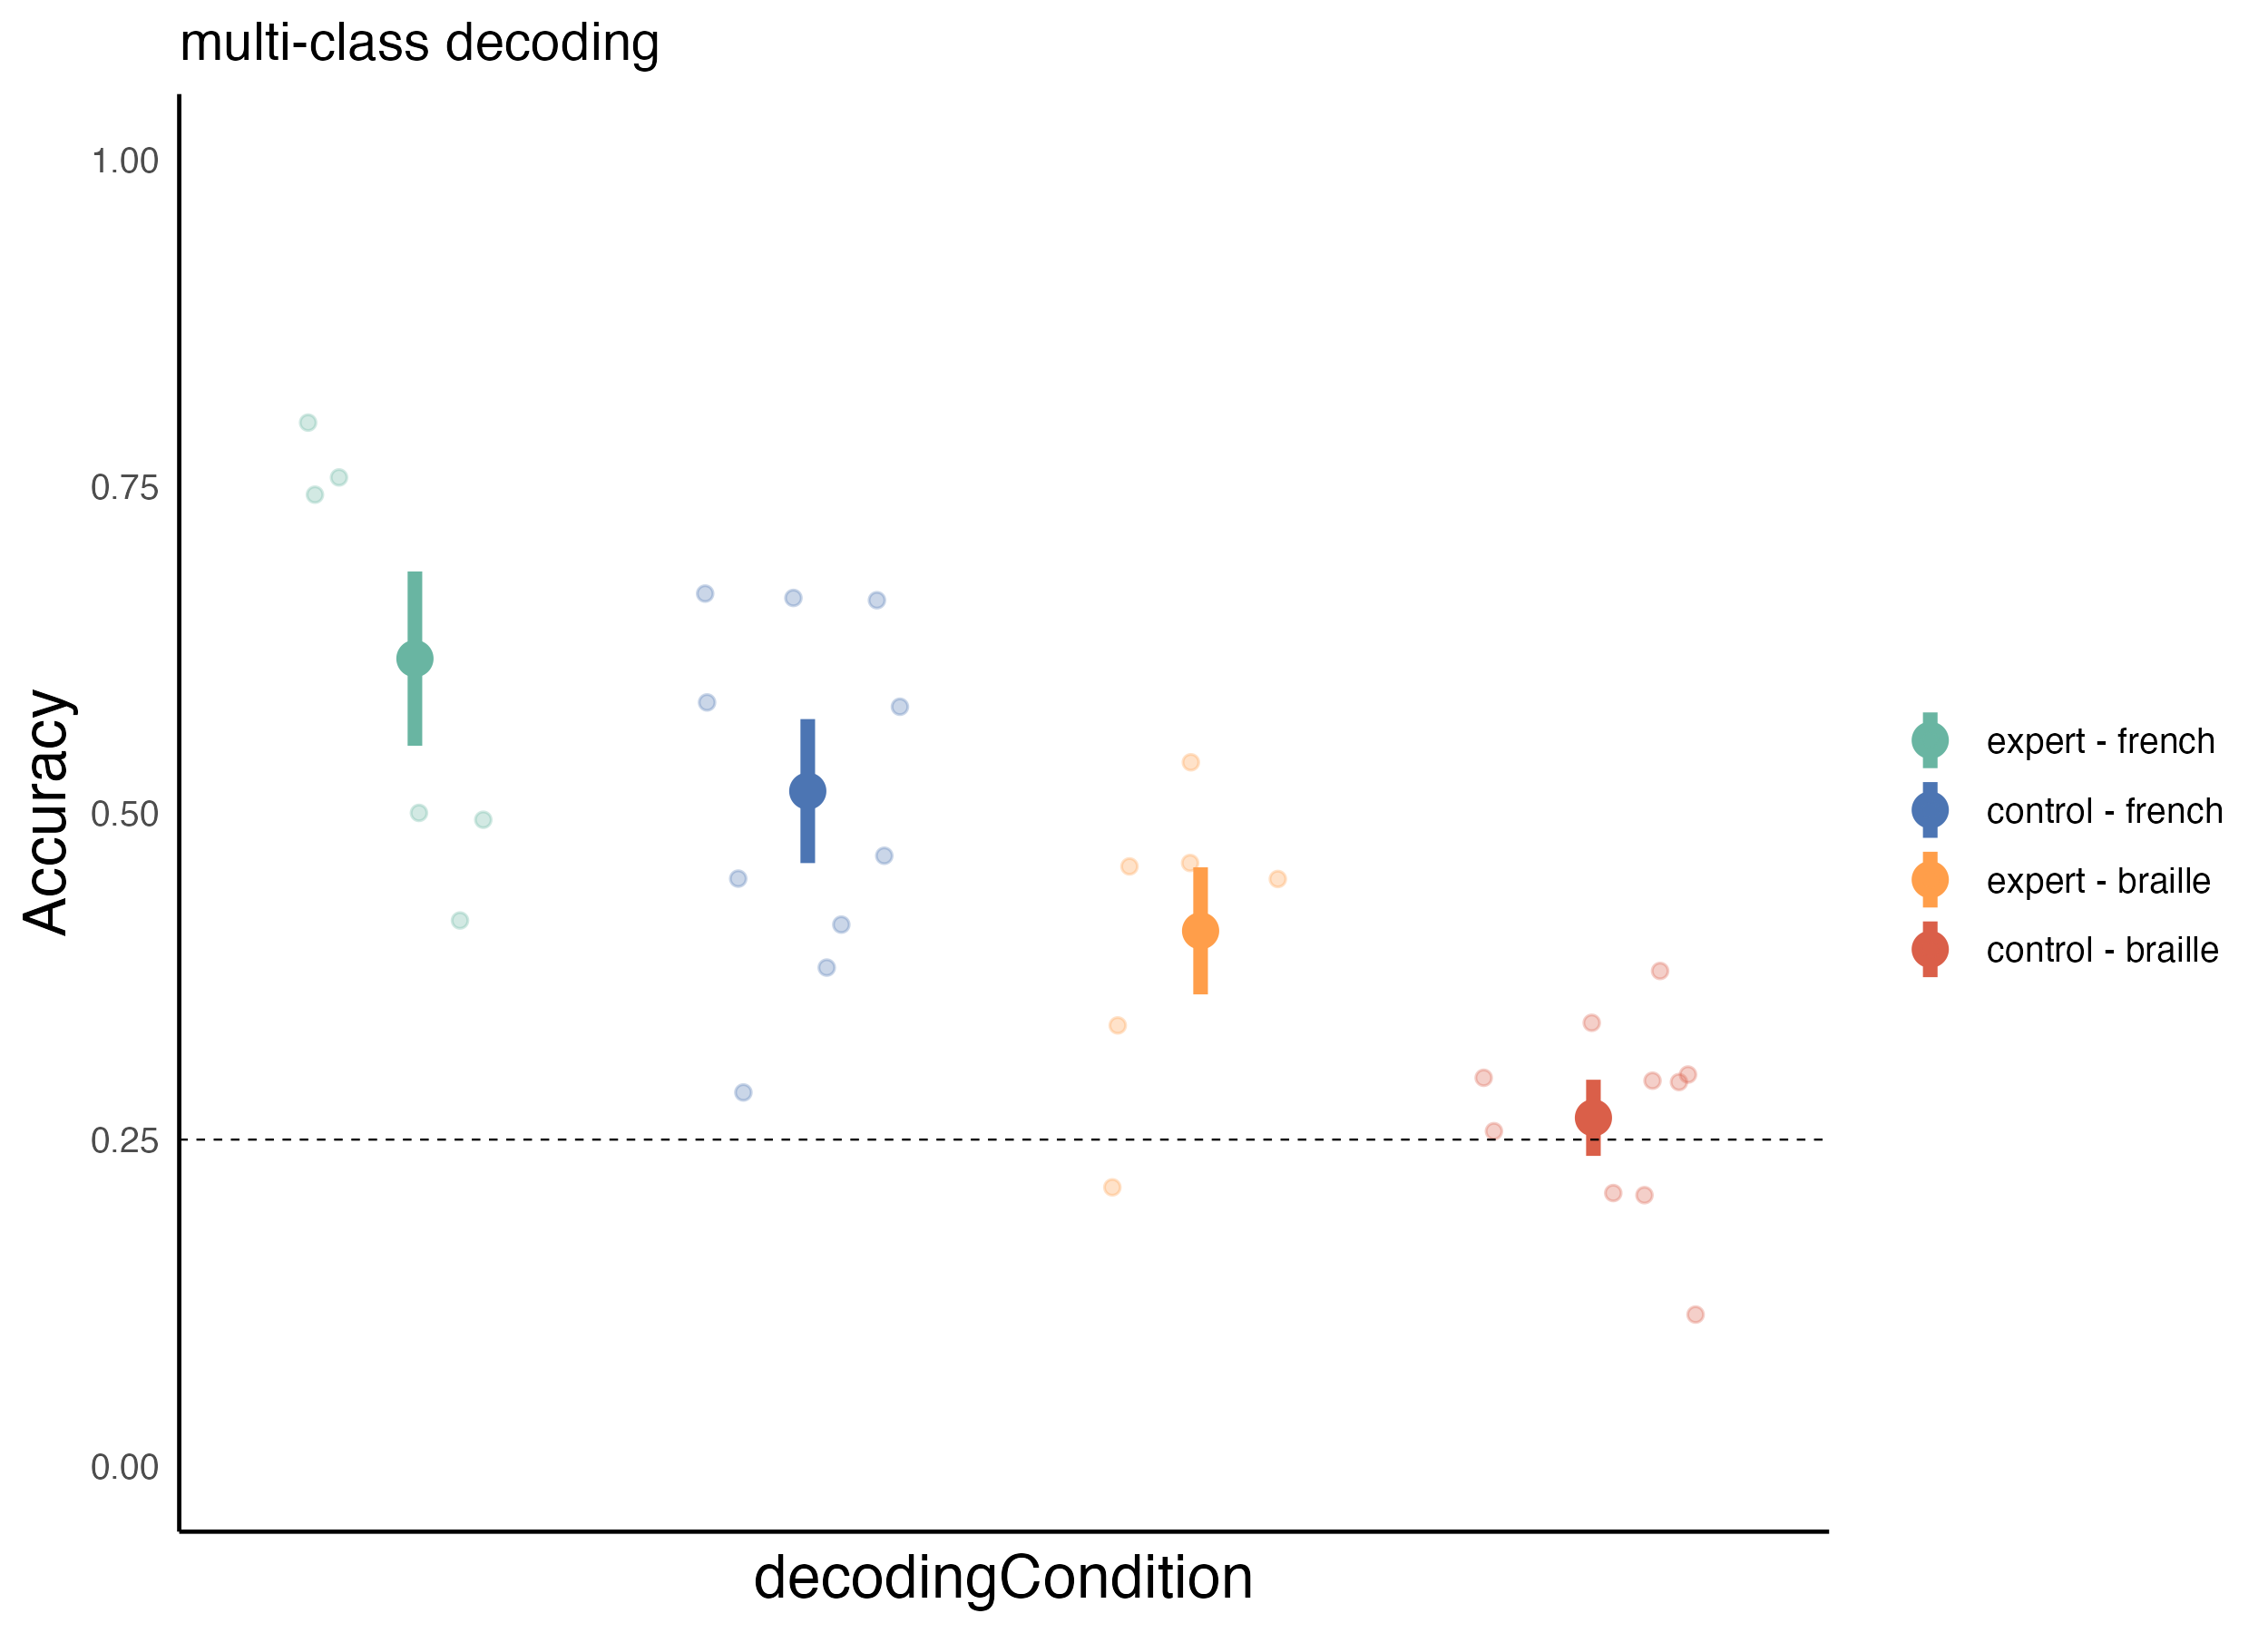 multi-class decoding
1.00
0.75
0.50
0.25
0.00
Accuracy
decodingCondition
expert - french
control - french
expert - braille
control - braille